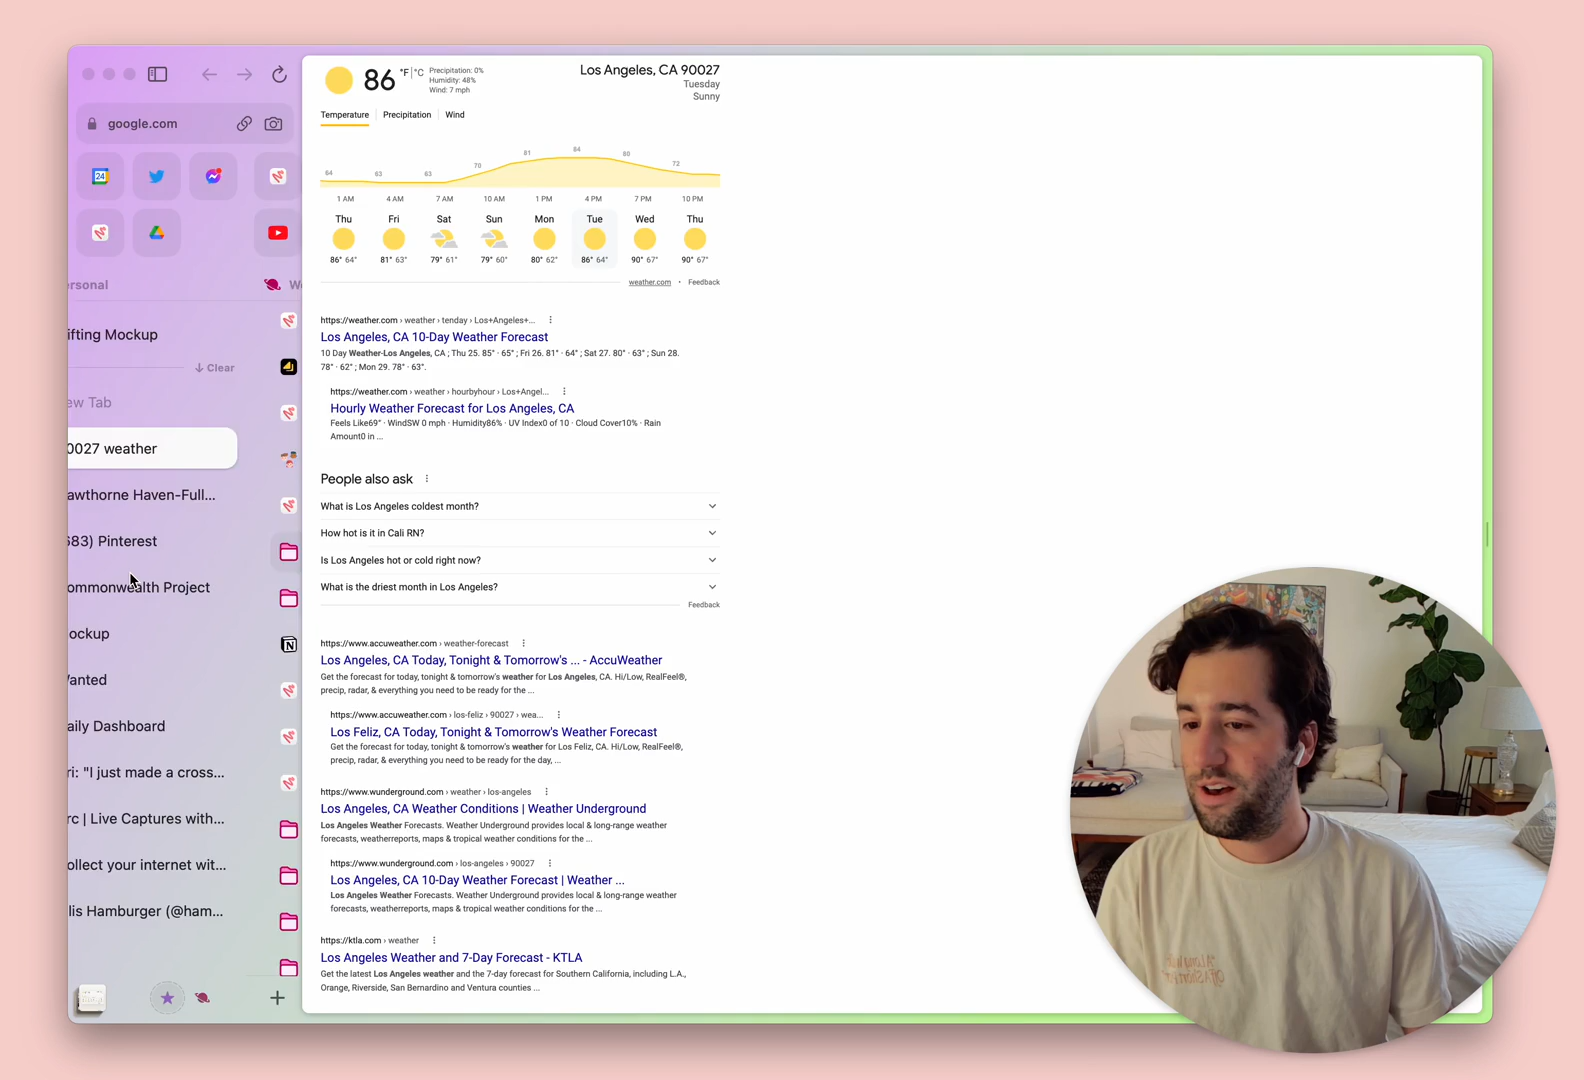 google.com
24
ersonal
W
ifting Mockup
Clear
ew Tab
0027 weather
awthorne Haven-Full...
683) Pinterest
ommonwealth Project
ockup
anted
aily Dashboard
ri: "I just made a cross...
rc | Live Captures with...
ollect your internet wit...
lis Hamburger (@ham...
86 °F|°C
Precipitation: 0%
Humidity: 48%
Wind: 7 mph
Los Angeles, CA 90027
Tuesday
Sunny
Temperature Precipitation Wind
64 63 63 70 81 84 80 72
1 AM 4 AM 7 AM 10 AM 1 PM 4 PM 7 PM 10 PM
Thu Fri Sat Sun Mon Tue Wed Thu
86° 64° 81° 63° 79° 61° 79° 60° 80° 62° 86° 64° 90° 67° 90° 67°
weather.com • Feedback
https://weather.com › weather › tenday › Los+Angeles+...
Los Angeles, CA 10-Day Weather Forecast
10 Day Weather-Los Angeles, CA ; Thu 25. 85° · 65° ; Fri 26. 81° · 64° ; Sat 27. 80° · 63° ; Sun 28.
78° · 62° ; Mon 29. 78° · 63°.
https://weather.com › weather › hourbyhour › Los+Angel...
Hourly Weather Forecast for Los Angeles, CA
Feels Like69° · WindSW 0 mph · Humidity86% · UV Index0 of 10 · Cloud Cover10% · Rain
Amount0 in ...
People also ask
What is Los Angeles coldest month?
How hot is it in Cali RN?
Is Los Angeles hot or cold right now?
What is the driest month in Los Angeles?
Feedback
https://www.accuweather.com › weather-forecast
Los Angeles, CA Today, Tonight & Tomorrow's ... - AccuWeather
Get the forecast for today, tonight & tomorrow's weather for Los Angeles, CA. Hi/Low, RealFeel®,
precip, radar, & everything you need to be ready for the ...
https://www.accuweather.com › los-feliz › 90027 › wea...
Los Feliz, CA Today, Tonight & Tomorrow's Weather Forecast
Get the forecast for today, tonight & tomorrow's weather for Los Feliz, CA. Hi/Low, RealFeel®,
precip, radar, & everything you need to be ready for the day, ...
https://www.wunderground.com › weather › los-angeles
Los Angeles, CA Weather Conditions | Weather Underground
Los Angeles Weather Forecasts. Weather Underground provides local & long-range weather
forecasts, weatherreports, maps & tropical weather conditions for the ...
https://www.wunderground.com › los-angeles › 90027
Los Angeles, CA 10-Day Weather Forecast | Weather ...
Los Angeles Weather Forecasts. Weather Underground provides local & long-range weather
forecasts, weatherreports, maps & tropical weather conditions for the ...
https://ktla.com › weather
Los Angeles Weather and 7-Day Forecast - KTLA
Get the latest Los Angeles weather and the 7-day forecast for Southern California, including L.A.,
Orange, Riverside, San Bernardino and Ventura counties ...